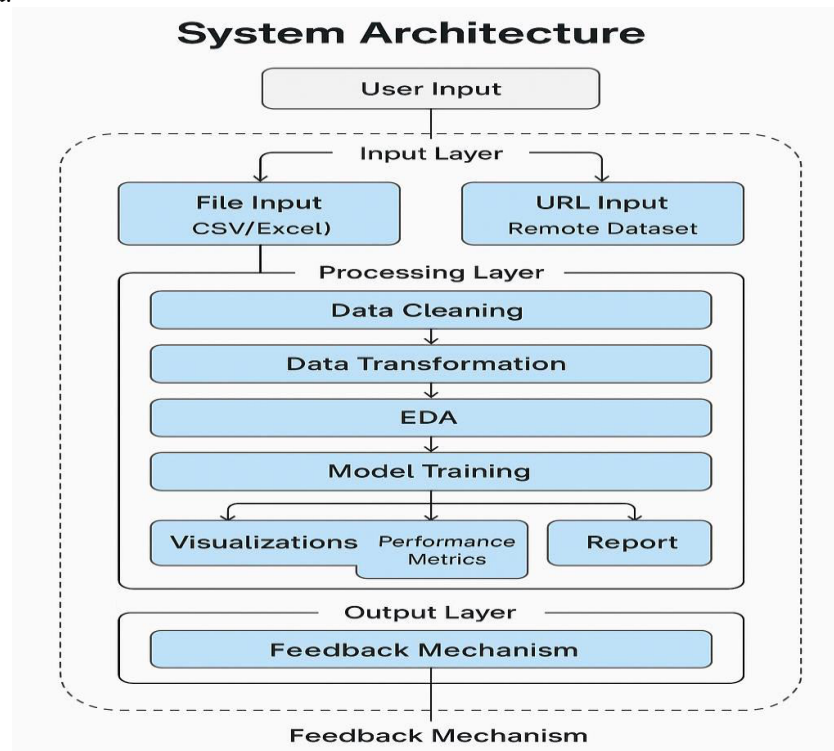 System Architecture
User Input
Input Layer
File Input
CSV/Excel)
URL Input
Remote Dataset
Processing Layer
Data Cleaning
Data Transformation
EDA
Model Training
Visualizations
Performance
Metrics
Report
Output Layer
Feedback Mechanism
Feedback Mechanism